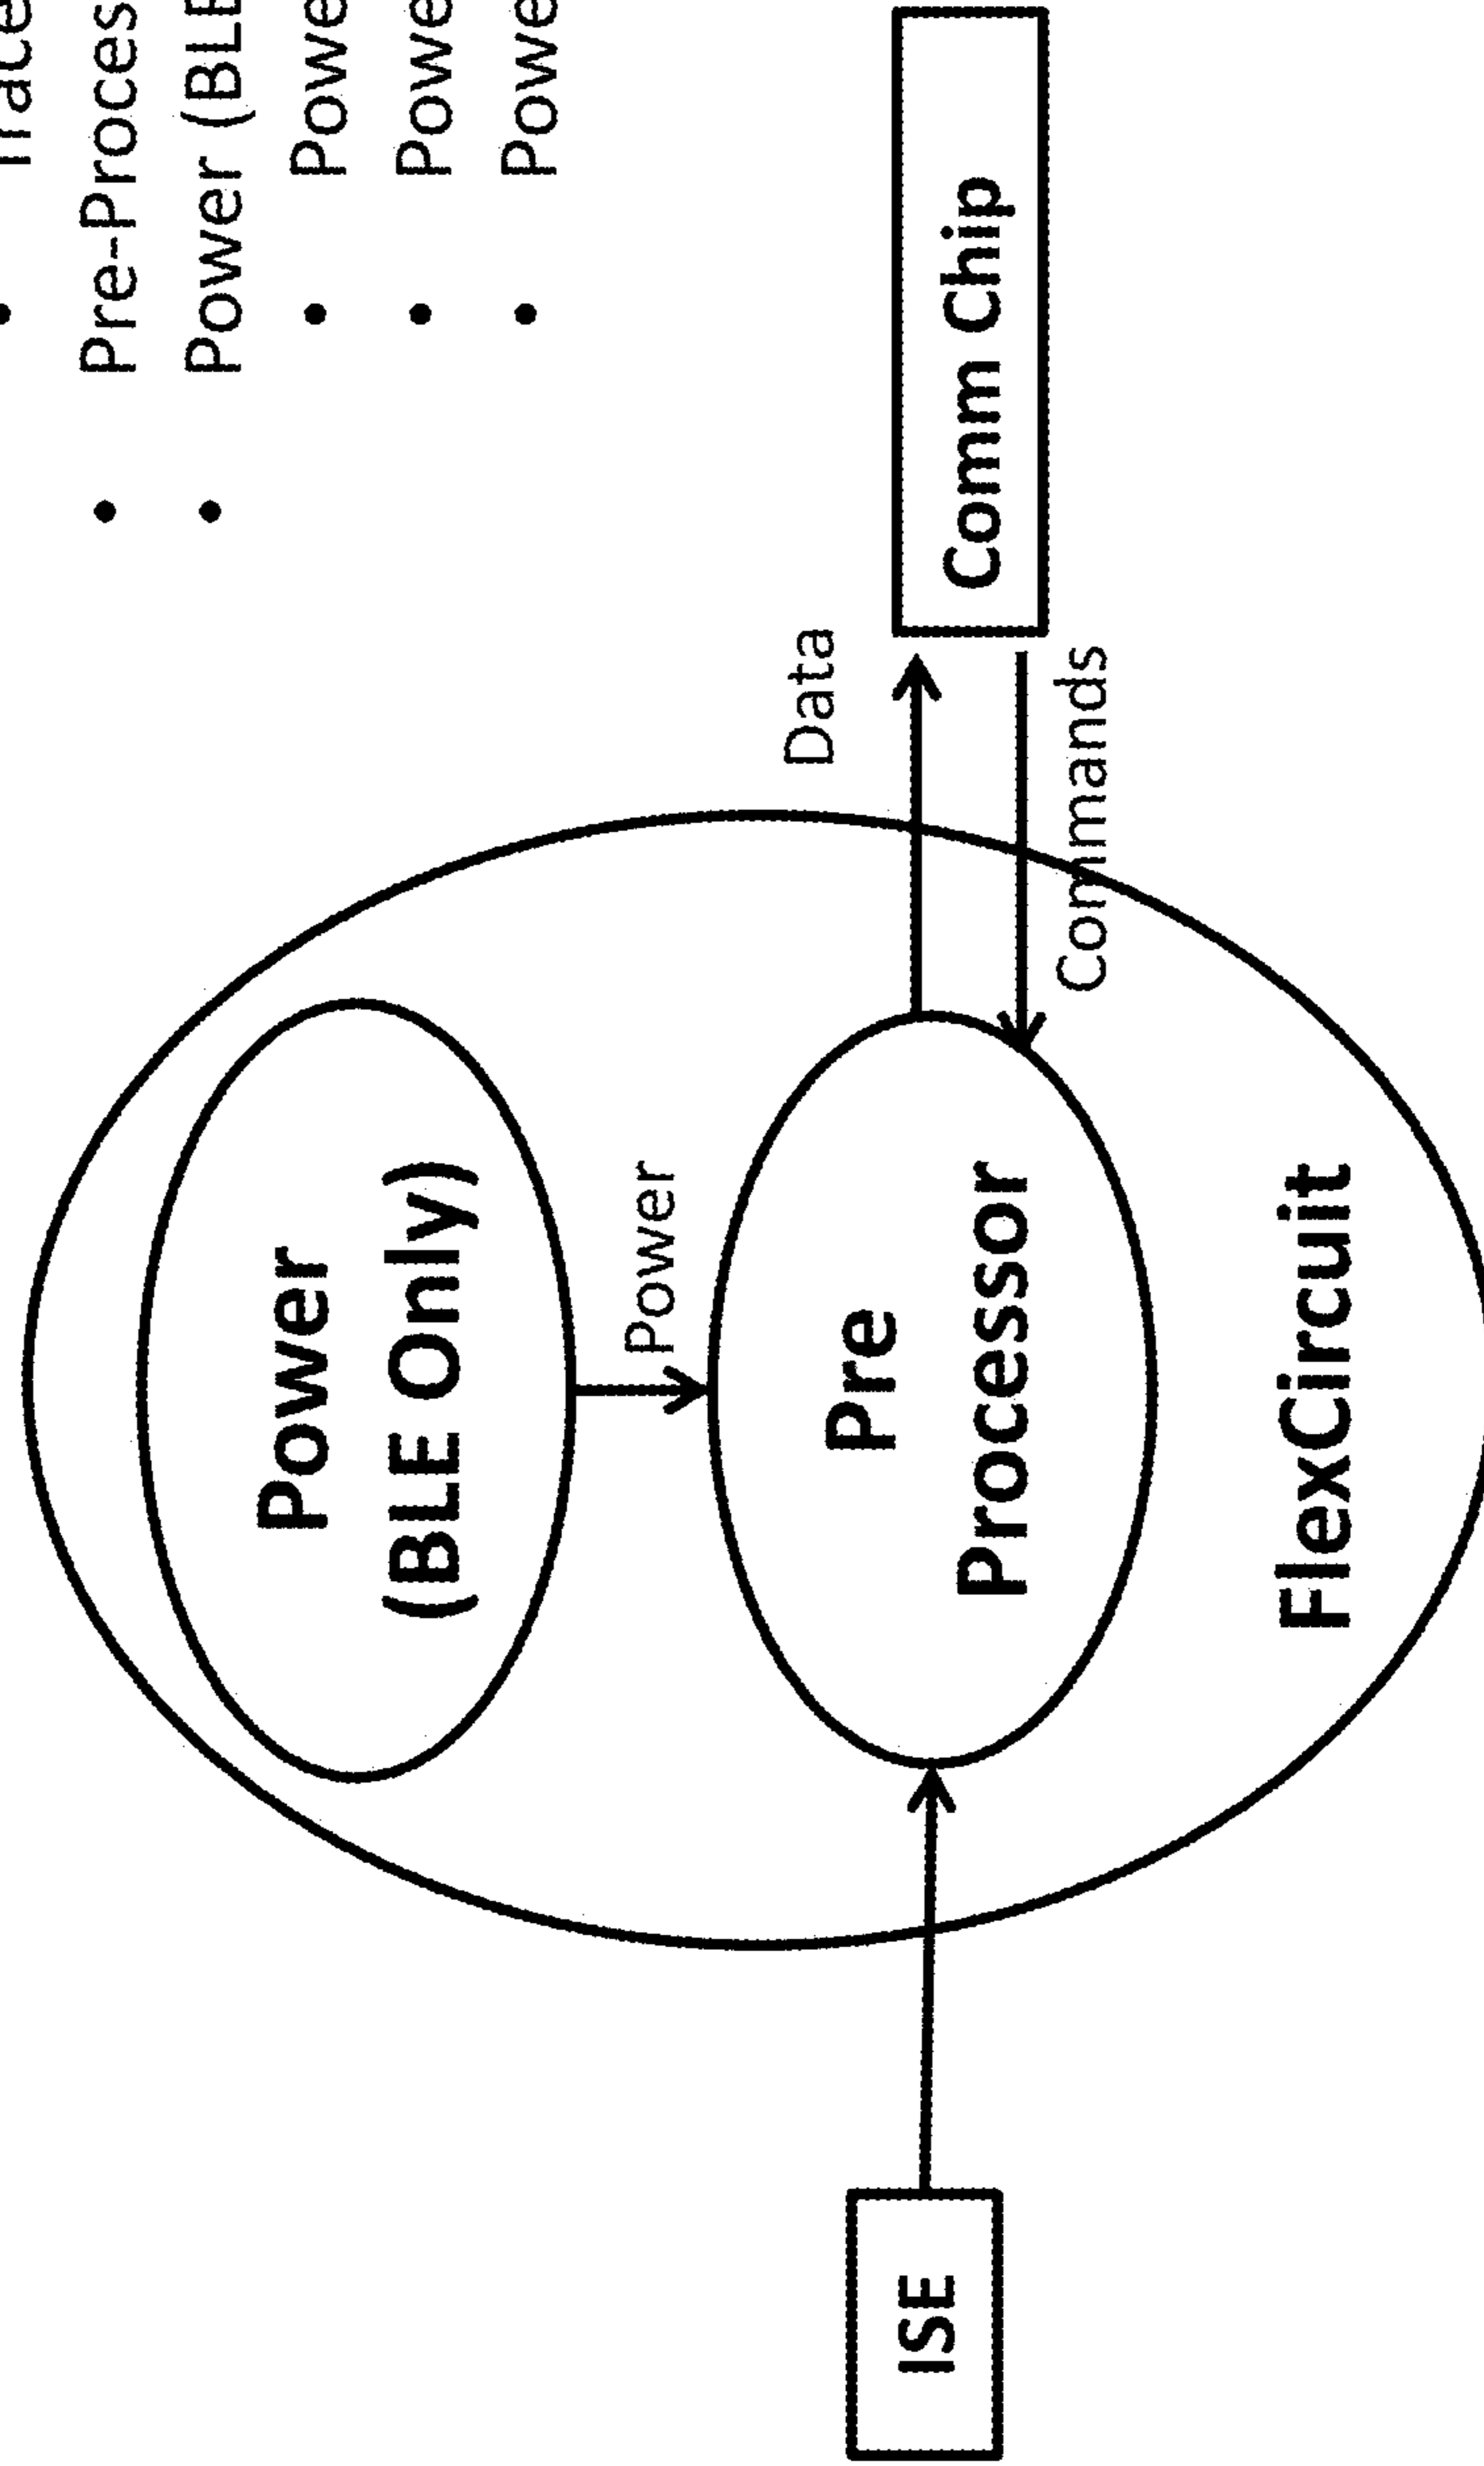 • Trace
• Pre-Proces
• Power (BLE
• Powe
• Powe
• Powe
Power
(BLE Only)
Power
Pre
Processor
FlexCircuit
ISE
Data
Commands
Comm Chip